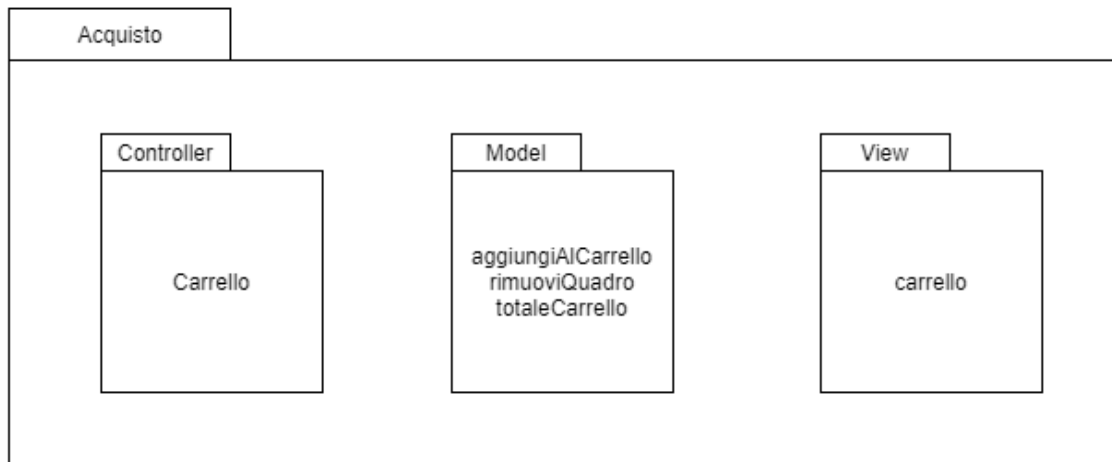 Acquisto
Controller
Model
View
Carrello
aggiungiAlCarrello
rimuoviQuadro
totaleCarrello
carrello